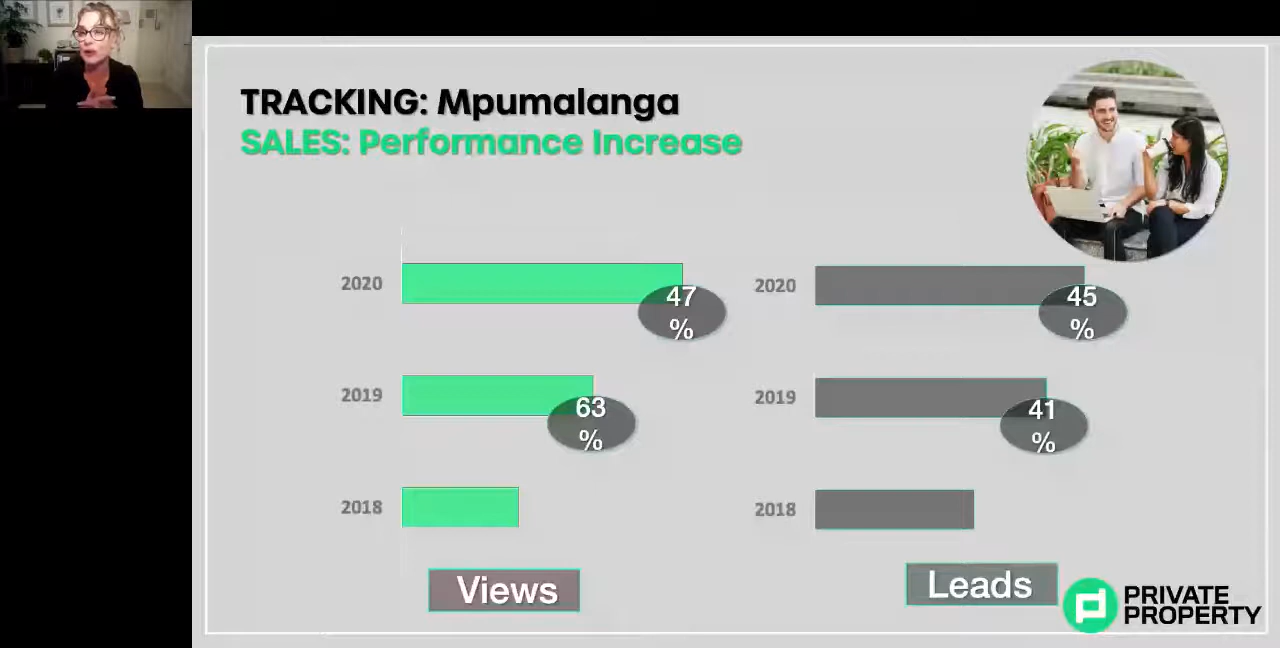 TRACKING: Mpumalanga
SALES: Performance Increase
2020
47
%
2019
63
%
2018
Views
2020
45
%
2019
41
%
2018
Leads
PRIVATE
PROPERTY